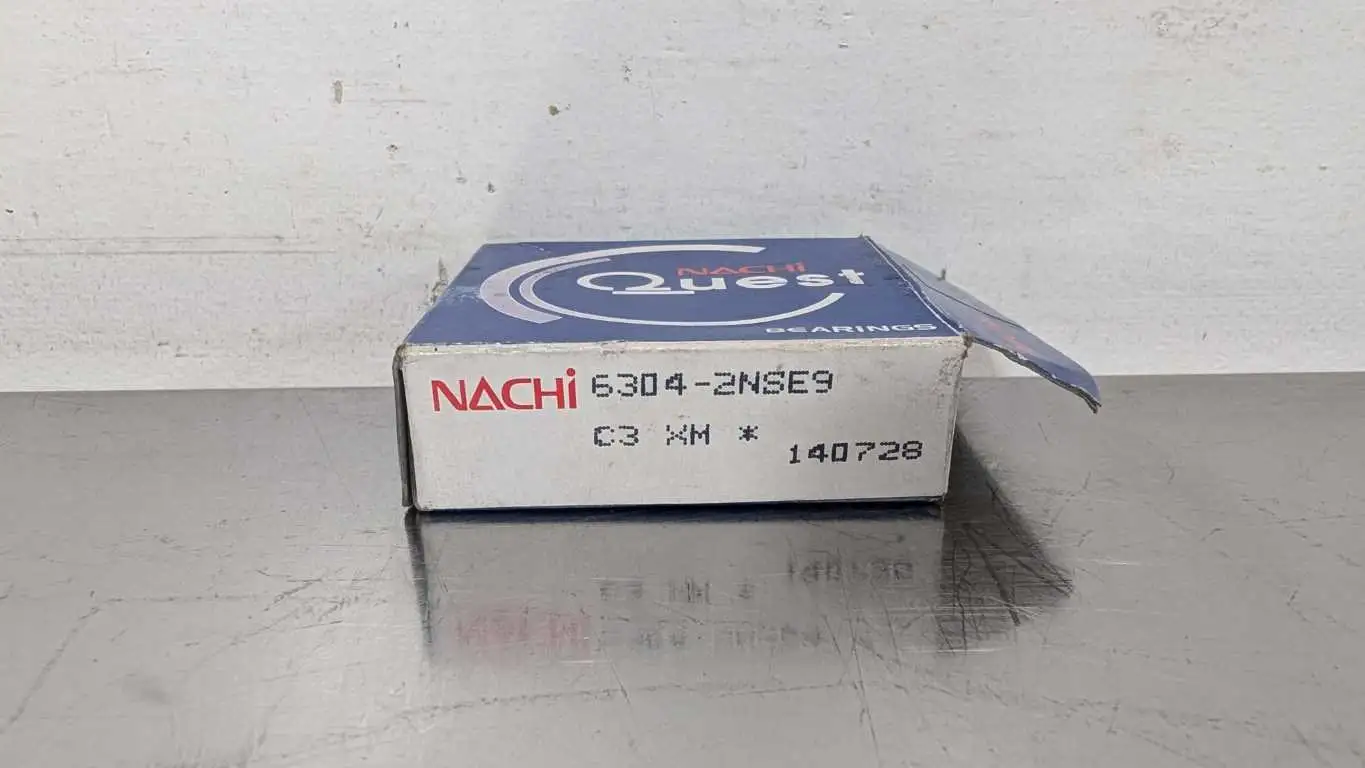 NACHi
Quest
BEARINGS
NACHi 6304-2NSE9
C3 XM *
140728